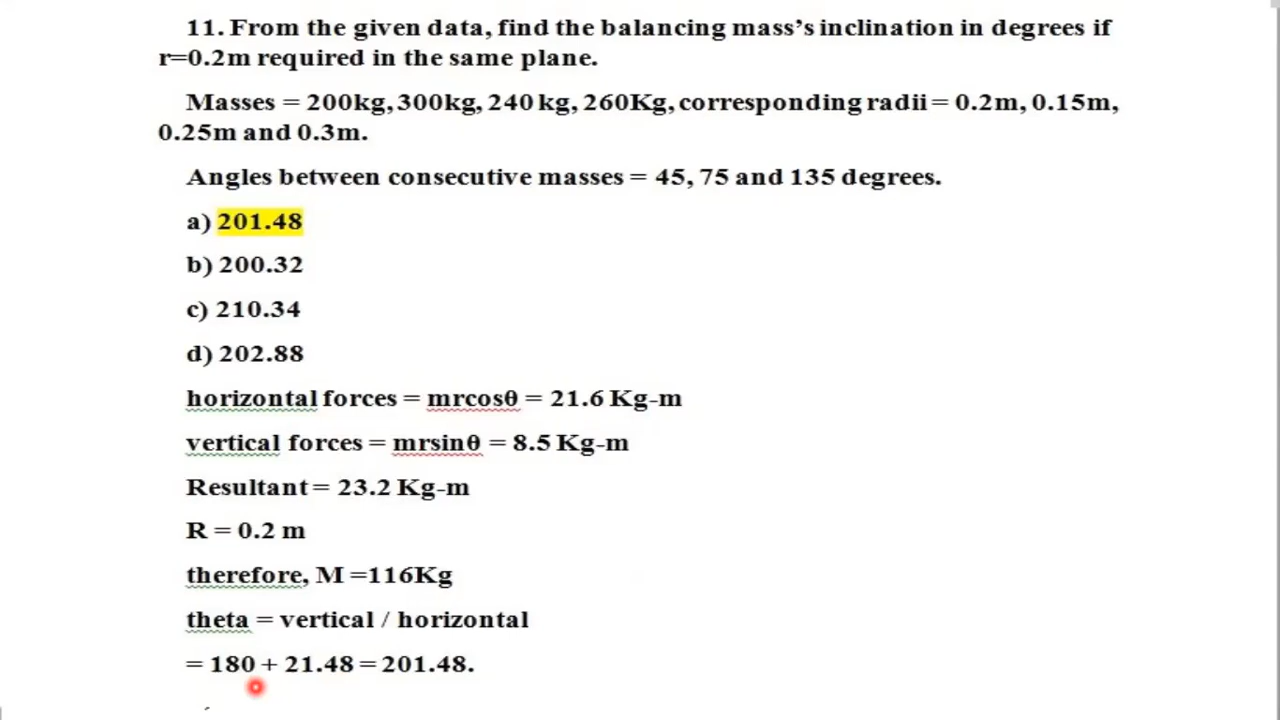 11. From the given data, find the balancing mass’s inclination in degrees if
r=0.2m required in the same plane.
Masses = 200kg, 300kg, 240 kg, 260Kg, corresponding radii = 0.2m, 0.15m,
0.25m and 0.3m.
Angles between consecutive masses = 45, 75 and 135 degrees.
a) 201.48
b) 200.32
c) 210.34
d) 202.88
horizontal forces = mrcosθ = 21.6 Kg-m
vertical forces = mrsinθ = 8.5 Kg-m
Resultant = 23.2 Kg-m
R = 0.2 m
therefore, M =116Kg
theta = vertical / horizontal
= 180 + 21.48 = 201.48.